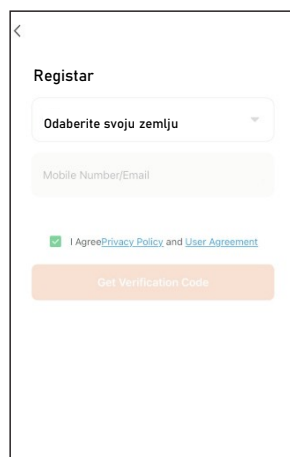 Registar
Odaberite svoju zemlju
Mobile Number/Email
I AgreePrivacy Policy and User Agreement
Get Verification Code